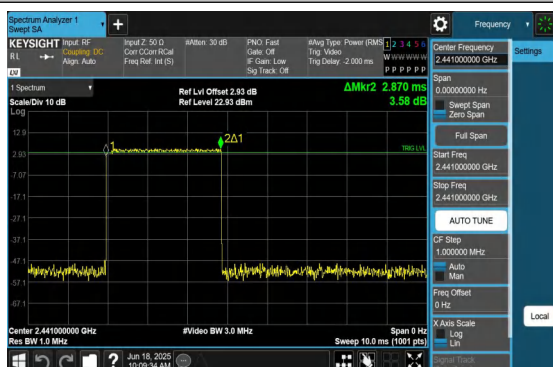 Spectrum Analyzer 1
Swept SA
Frequency
KEYSIGHT
RL
LXI
Input: RF
Coupling: DC
Align: Auto
Input Z: 50 Ω
Corr CCorr RCal
Freq Ref: Int (S)
#Atten: 30 dB
PNO: Fast
Gate: Off
IF Gain: Low
Sig Track: Off
#Avg Type: Power (RMS
Trig: Video
Trig Delay: -2.000 ms
1 2 3 4 5 6
W W W W W W
P P P P P P
Center Frequency
2.441000000 GHz
Settings
1 Spectrum
Scale/Div 10 dB
Log
Ref Lvl Offset 2.93 dB
Ref Level 22.93 dBm
ΔMkr2 2.870 ms
3.58 dB
Span
0.00000000 Hz
Swept Span
Zero Span
Full Span
Start Freq
2.441000000 GHz
Stop Freq
2.441000000 GHz
AUTO TUNE
CF Step
1.000000 MHz
Auto
Man
Freq Offset
0 Hz
X Axis Scale
Log
Lin
Signal Track
Local
12.9
2.93
-7.07
-17.1
-27.1
-37.1
-47.1
-57.1
-67.1
1
2Δ1
TRIG LVL
Center 2.441000000 GHz
Res BW 1.0 MHz
#Video BW 3.0 MHz
Span 0 Hz
Sweep 10.0 ms (1001 pts)
?
Jun 18, 2025
10:09:34 AM